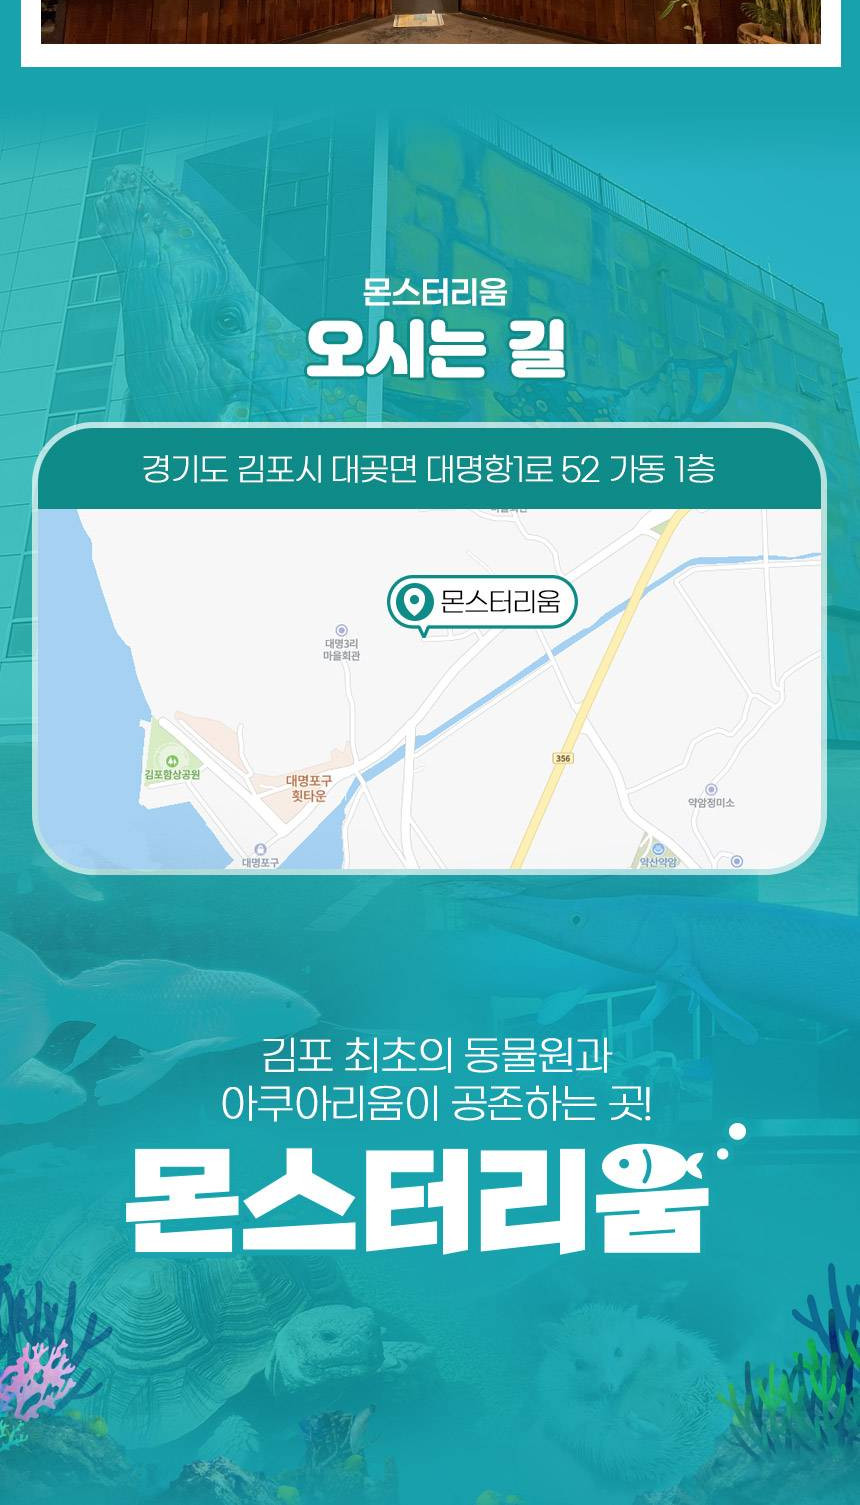 몬스터리움
오시는 길
경기도 김포시 대곶면 대명항1로 52 가동 1층
몬스터리움
대명3리
마을회관
김포함상공원
대명포구
횟타운
356
약암정미소
대명포구
약산약암
김포 최초의 동물원과
아쿠아리움이 공존하는 곳!
몬스터리움